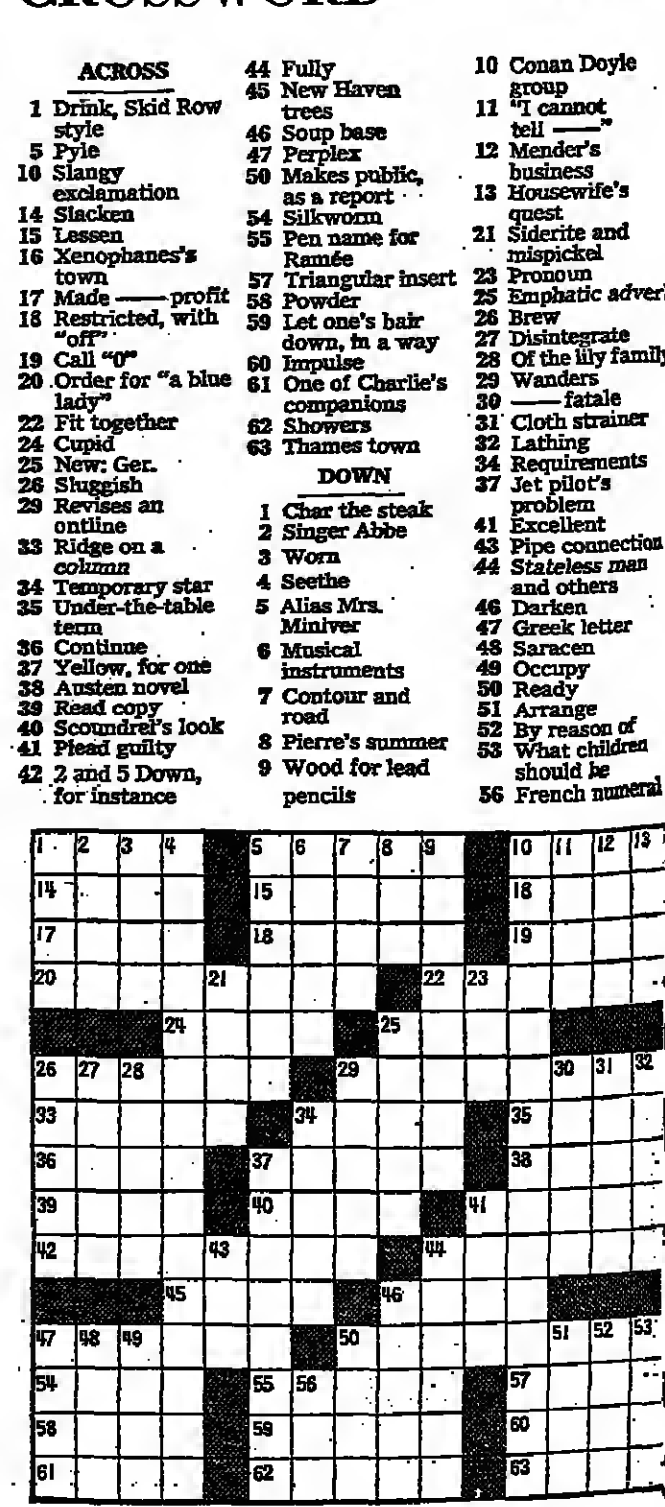 CROSSWORD
ACROSS
1 Drink, Skid Row
style
5 Pyle
10 Slangy
exclamation
14 Slacken
15 Lessen
16 Xenophanes's
town
17 Made —— profit
18 Restricted, with
"off"
19 Call "0"
20 Order for "a blue
lady"
22 Fit together
24 Cupid
25 New: Ger.
26 Sluggish
29 Revises an
ontline
33 Ridge on a
column
34 Temporary star
35 Under-the-table
term
36 Continue
37 Yellow, for one
38 Austen novel
39 Read copy
40 Scoundrel's look
41 Plead guilty
42 2 and 5 Down,
for instance
44 Fully
45 New Haven
trees
46 Soup base
47 Perplex
50 Makes public,
as a report
54 Silkworm
55 Pen name for
Ramée
57 Triangular insert
58 Powder
59 Let one's hair
down, in a way
60 Impulse
61 One of Charlie's
companions
62 Showers
63 Thames town
DOWN
1 Char the steak
2 Singer Abbe
3 Worn
4 Seethe
5 Alias Mrs.
Miniver
6 Musical
instruments
7 Contour and
road
8 Pierre's summer
9 Wood for lead
pencils
10 Conan Doyle
group
11 "I cannot
tell ——"
12 Mender's
business
13 Housewife's
quest
21 Siderite and
mispickel
23 Pronoun
25 Emphatic adver
26 Brew
27 Disintegrate
28 Of the lily family
29 Wanders
30 —— fatale
31 Cloth strainer
32 Lathing
34 Requirements
37 Jet pilot's
problem
41 Excellent
43 Pipe connection
44 Stateless man
and others
46 Darken
47 Greek letter
48 Saracen
49 Occupy
50 Ready
51 Arrange
52 By reason of
53 What children
should be
56 French numeral
1 2 3 4 5 6 7 8 9 10 11 12 13
14 15 16
17 18 19
20 21 22 23
24 25
26 27 28 29 30 31 32
33 34 35
36 37 38
39 40 41
42 43 44
45 46
47 48 49 50 51 52 53
54 55 56 57
58 59 60
61 62 63